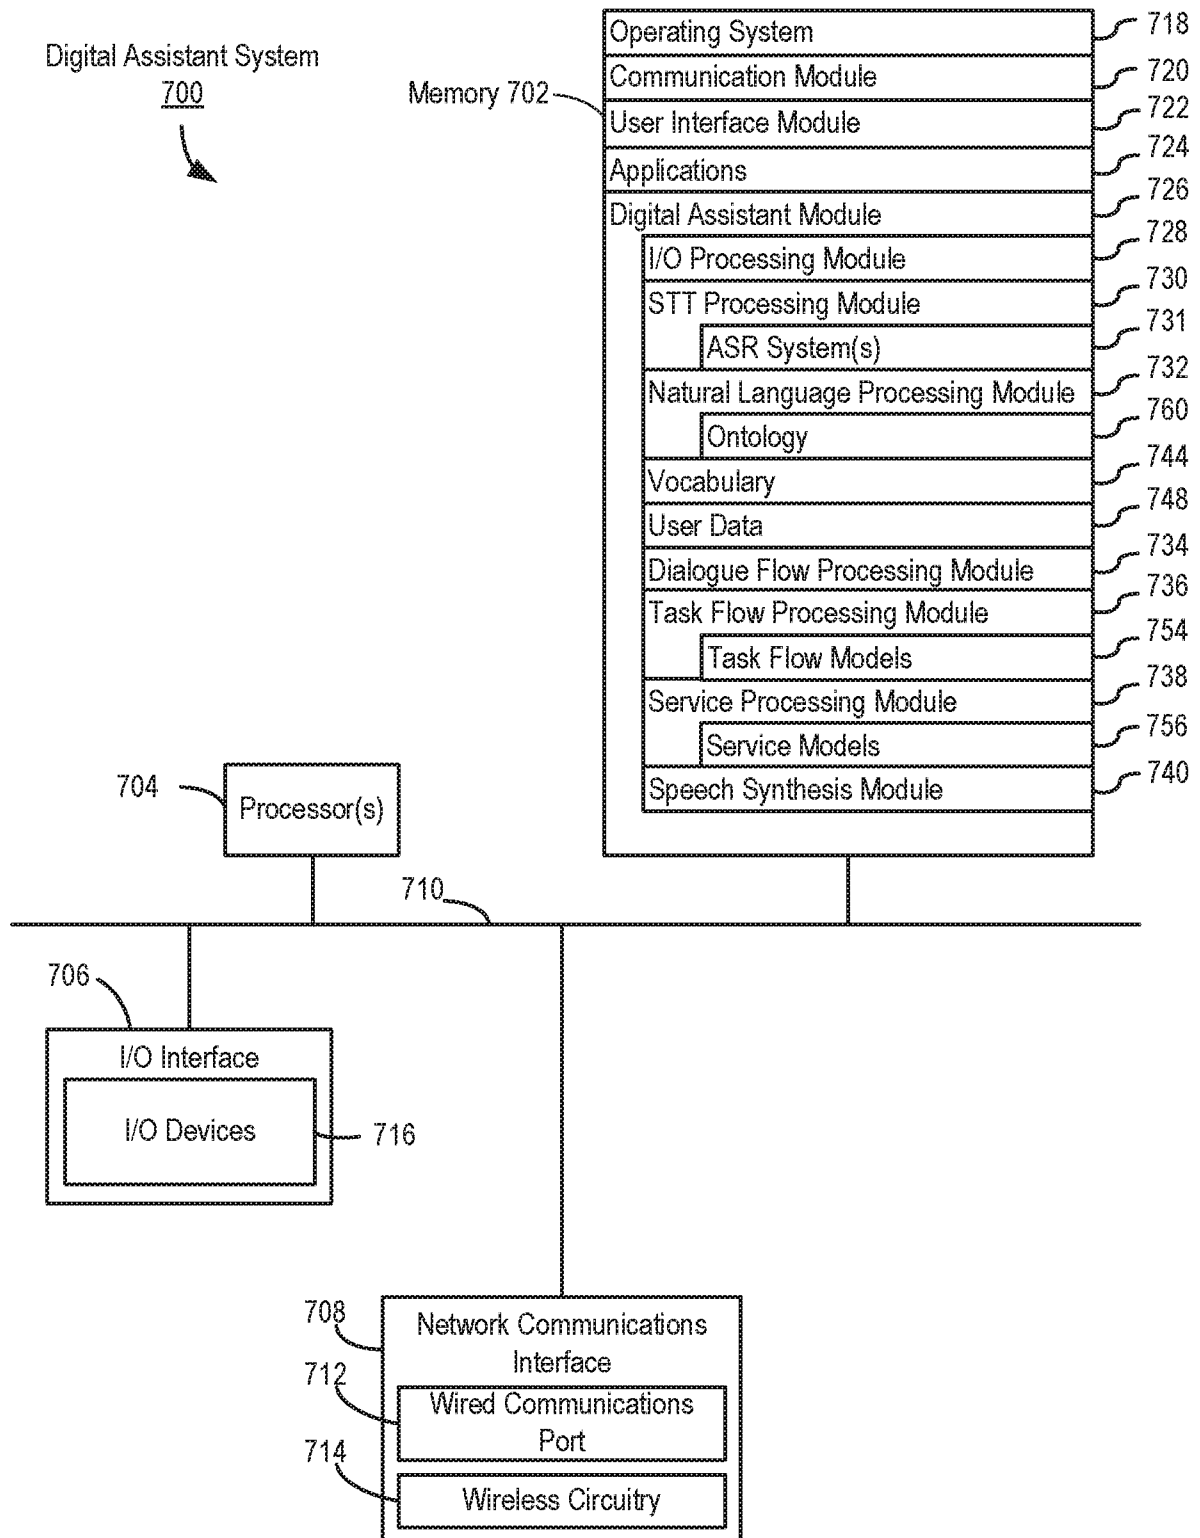 Digital Assistant System
700
Memory 702
Operating System 718
Communication Module 720
User Interface Module 722
Applications 724
Digital Assistant Module 726
I/O Processing Module 728
STT Processing Module 730
ASR System(s) 731
Natural Language Processing Module 732
Ontology 760
Vocabulary 744
User Data 748
Dialogue Flow Processing Module 734
Task Flow Processing Module 736
Task Flow Models 754
Service Processing Module 738
Service Models 756
Speech Synthesis Module 740
704
Processor(s)
710
706
I/O Interface
I/O Devices
716
708
Network Communications
Interface
712
Wired Communications
Port
714
Wireless Circuitry